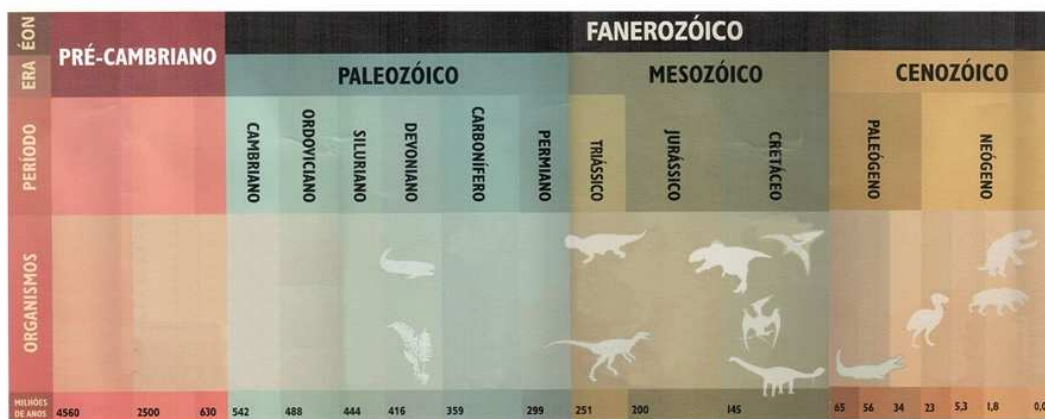 ÉON
FANEROZÓICO
PRÉ-CAMBRIANO
ERA
PALEOZÓICO
MESOZÓICO
CENOZÓICO
PERÍODO
CAMBRIANO
ORDOVICIANO
SILURIANO
DEVONIANO
CARBONÍFERO
PERMIANO
TRIÁSSICO
JURÁSSICO
CRETÁCEO
PALEÓGENO
NEÓGENO
ORGANISMOS
MILHÕES
DE ANOS
4560 2500 630 542 488 444 416 359 299 251 200 145 65 56 34 23 5,3 1,8